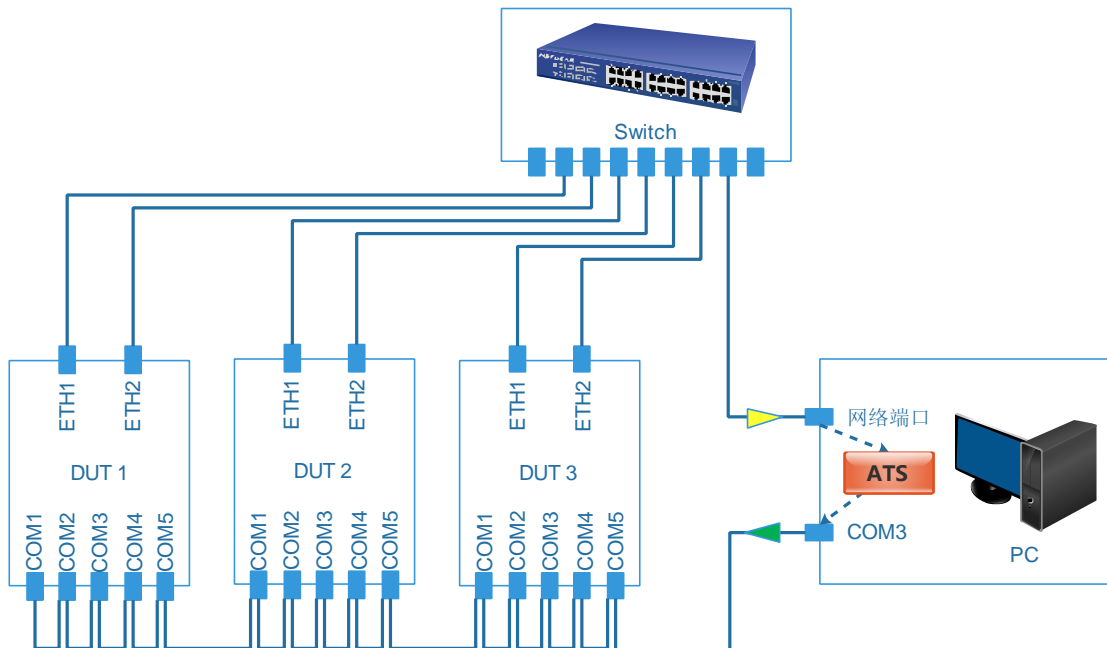 NETGEAR
Switch
ETH1
ETH2
ETH1
ETH2
ETH1
ETH2
网络端口
DUT 1
DUT 2
DUT 3
ATS
COM1
COM2
COM3
COM4
COM5
COM1
COM2
COM3
COM4
COM5
COM1
COM2
COM3
COM4
COM5
COM3
PC